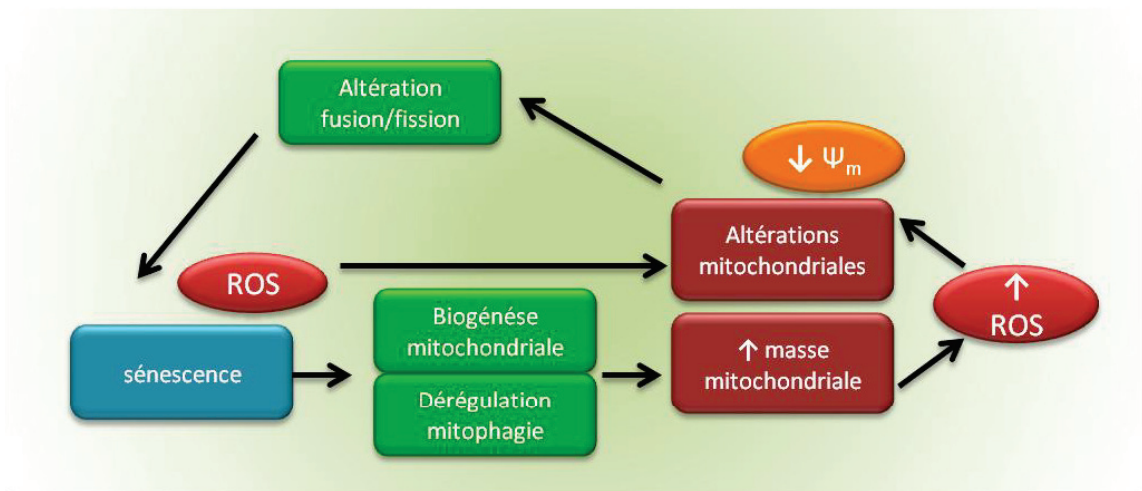 Altération
fusion/fission
↓ Ψm
Altérations
mitochondriales
ROS
↑
ROS
Biogénése
mitochondriale
↑ masse
mitochondriale
sénescence
Dérégulation
mitophagie